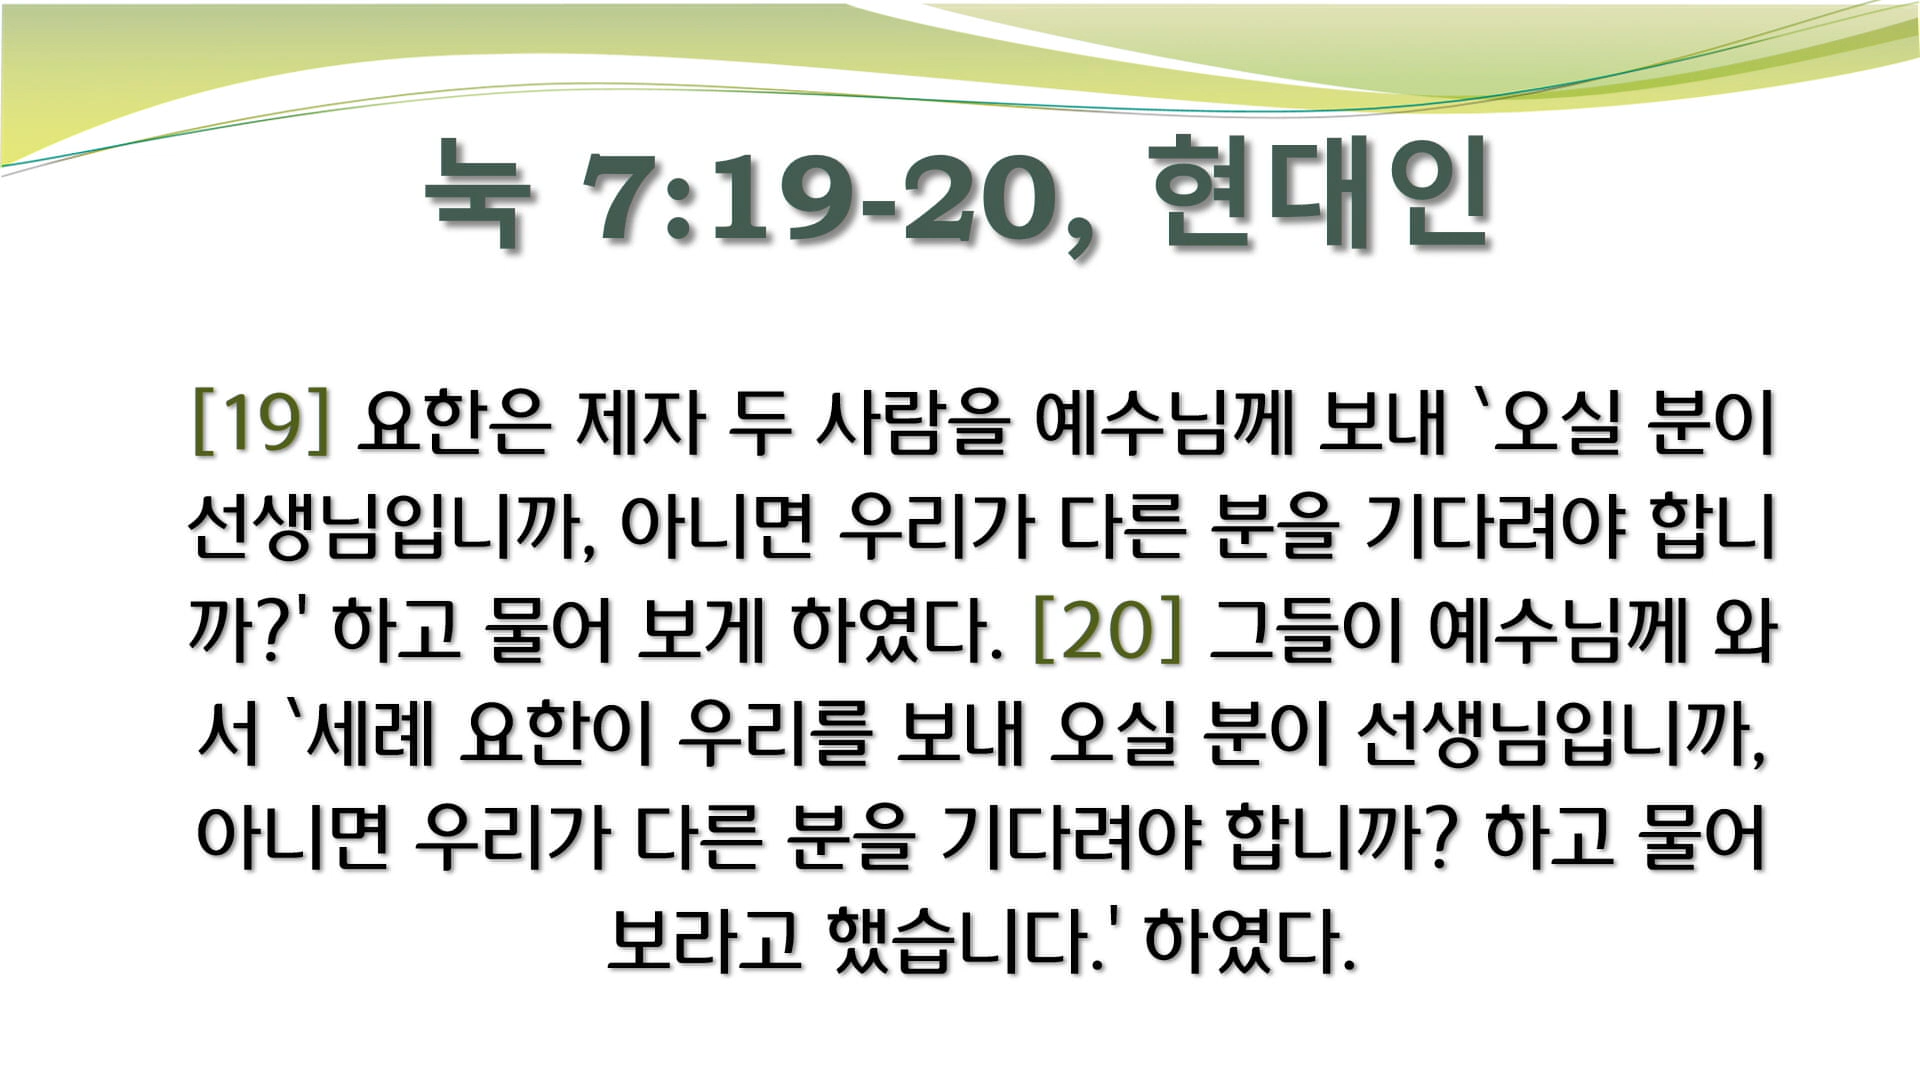 눅 7:19-20, 현대인
[19] 요한은 제자 두 사람을 예수님께 보내 `오실 분이
선생님입니까, 아니면 우리가 다른 분을 기다려야 합니
까?' 하고 물어 보게 하였다. [20] 그들이 예수님께 와
서 `세례 요한이 우리를 보내 오실 분이 선생님입니까,
아니면 우리가 다른 분을 기다려야 합니까? 하고 물어
보라고 했습니다.' 하였다.